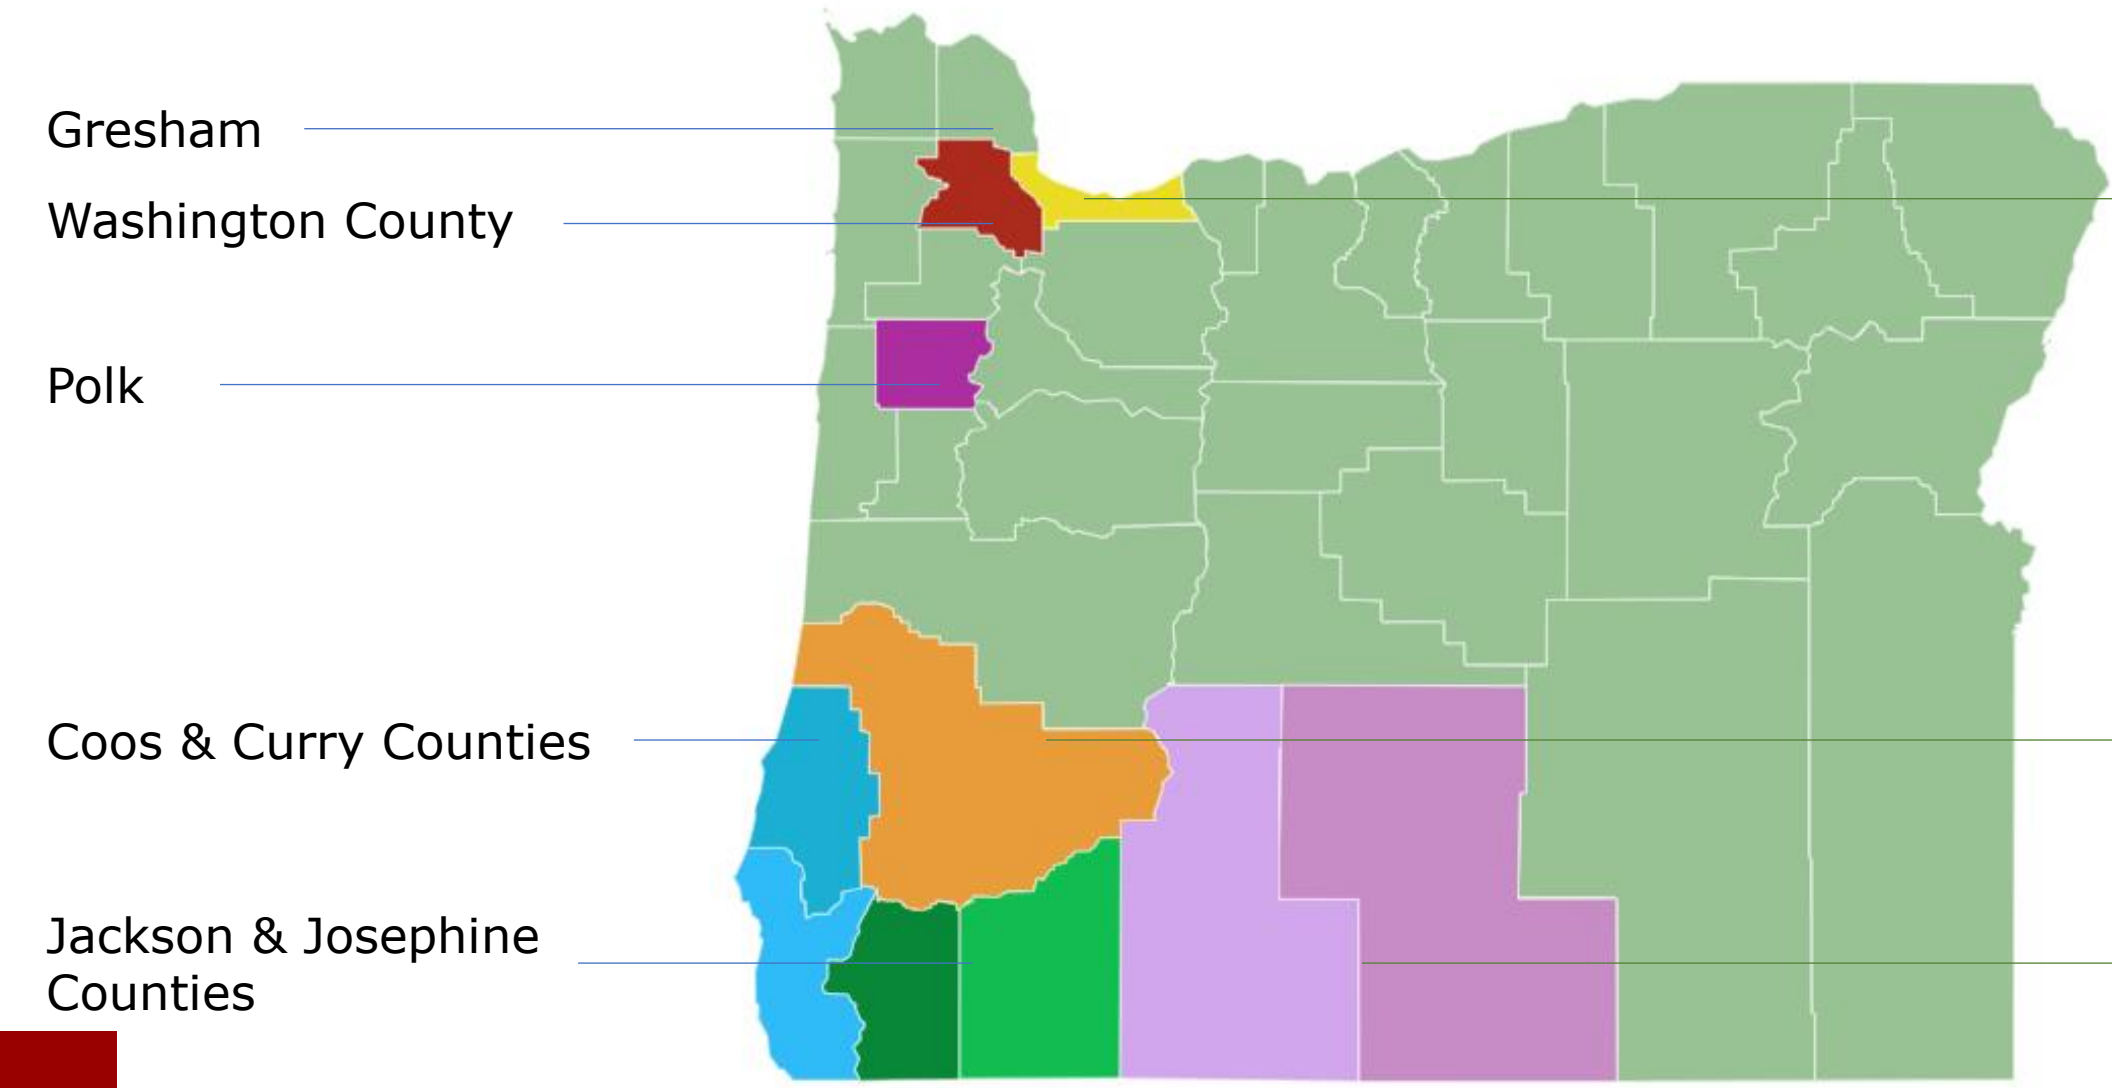 Gresham
Washington County
Polk
Coos & Curry Counties
Jackson & Josephine
Counties